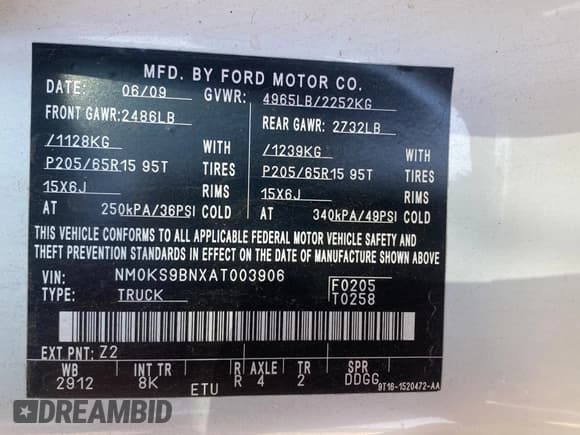 MFD. BY FORD MOTOR CO.
DATE: 06/09 GVWR: 4965LB/2252KG
FRONT GAWR: 2486LB REAR GAWR: 2732LB
/1128KG WITH /1239KG WITH
P205/65R15 95T TIRES P205/65R15 95T TIRES
15X6J RIMS 15X6J RIMS
AT 250kPA/36PSI COLD AT 340kPA/49PSI COLD
THIS VEHICLE CONFORMS TO ALL APPLICABLE FEDERAL MOTOR VEHICLE SAFETY AND
THEFT PREVENTION STANDARDS IN EFFECT ON THE DATE OF MANUFACTURE SHOWN ABOVE.
VIN: NM0KS9BNXAT003906 F0205
TYPE: TRUCK T0258
EXT PNT: Z2
WB INT TR R AXLE TR SPR
2912 8K ETU R 4 2 DDGG
9T16-1520472-AA
DREAMBID